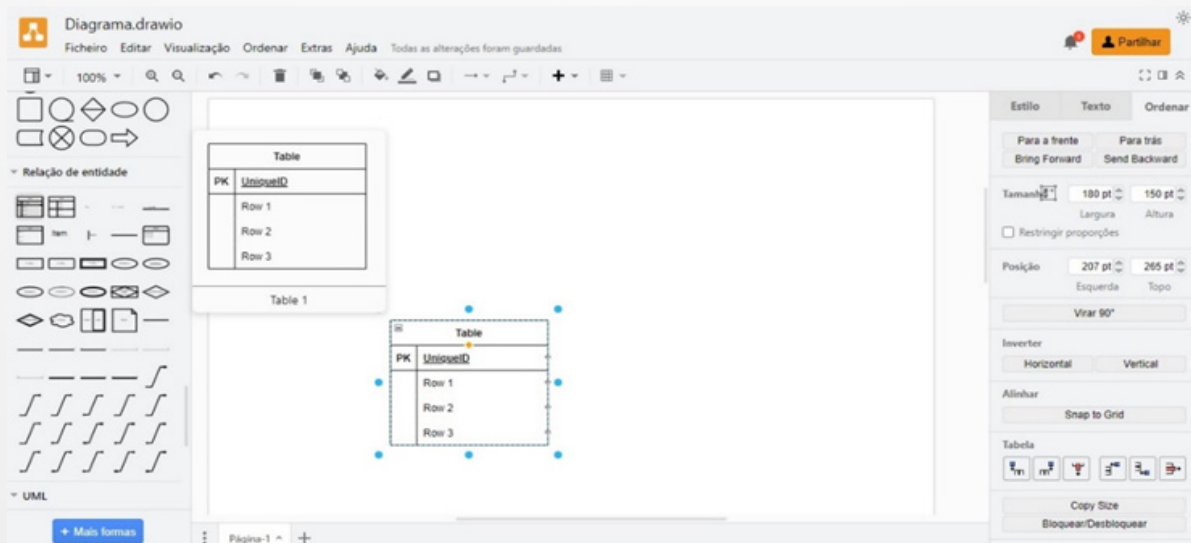 Diagrama.drawio
Ficheiro Editar Visualização Ordenar Extras Ajuda Todas as alterações foram guardadas
Partilhar
100%
Relação de entidade
Item
UML
+ Mais formas
Table
PK UniqueID
Row 1
Row 2
Row 3
Table 1
Table
PK UniqueID
Row 1
Row 2
Row 3
Página-1
Estilo Texto Ordenar
Para a frente Para trás
Bring Forward Send Backward
Tamanho 180 pt 150 pt
Largura Altura
Restringir proporções
Posição 207 pt 265 pt
Esquerda Topo
Virar 90°
Inverter
Horizontal Vertical
Alinhar
Snap to Grid
Tabela
Copy Size
Bloquear/Desbloquear